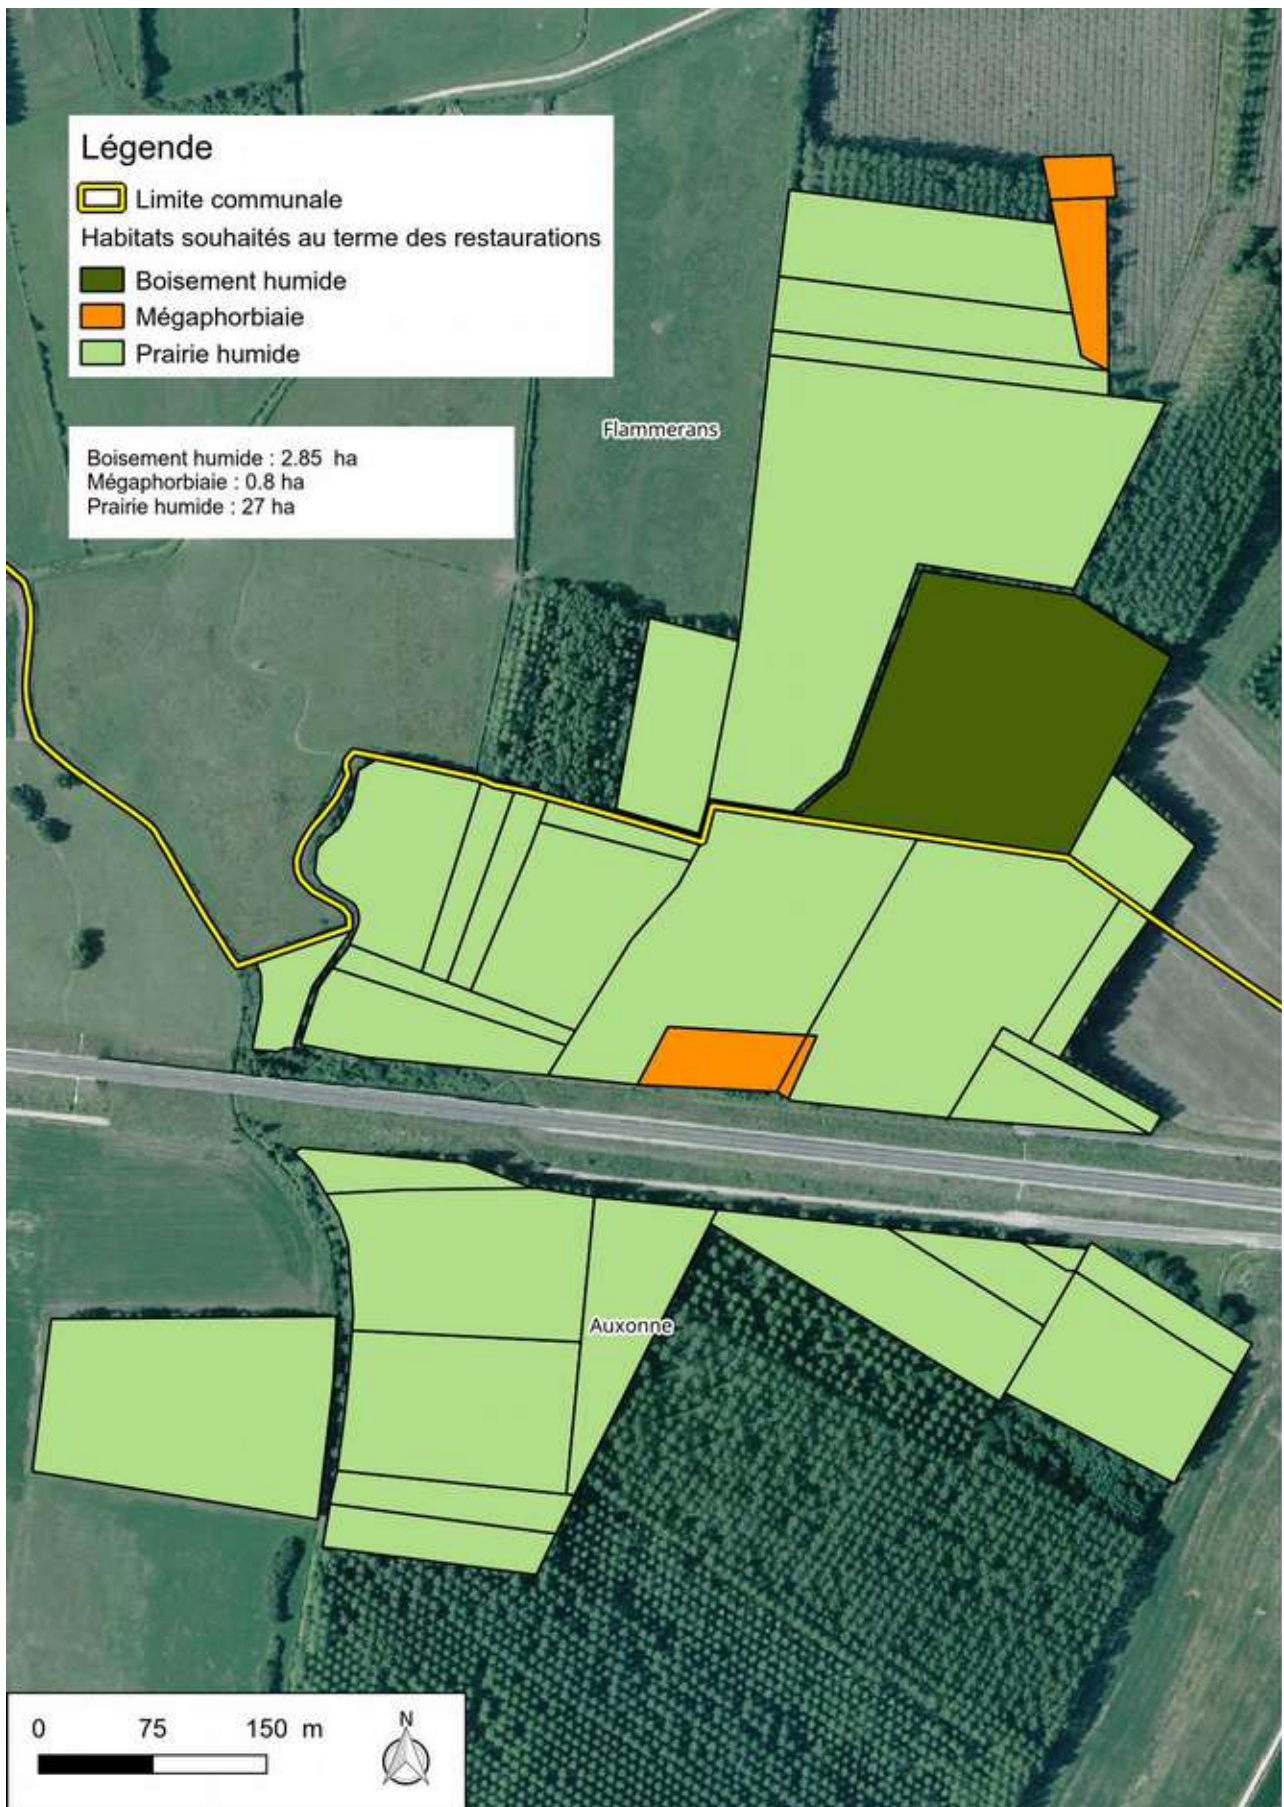 Légende
Limite communale
Habitats souhaités au terme des restaurations
Boisement humide
Mégaphorbiaie
Prairie humide
Flammerans
Boisement humide : 2.85 ha
Mégaphorbiaie : 0.8 ha
Prairie humide : 27 ha
Auxonne
0 75 150 m
N